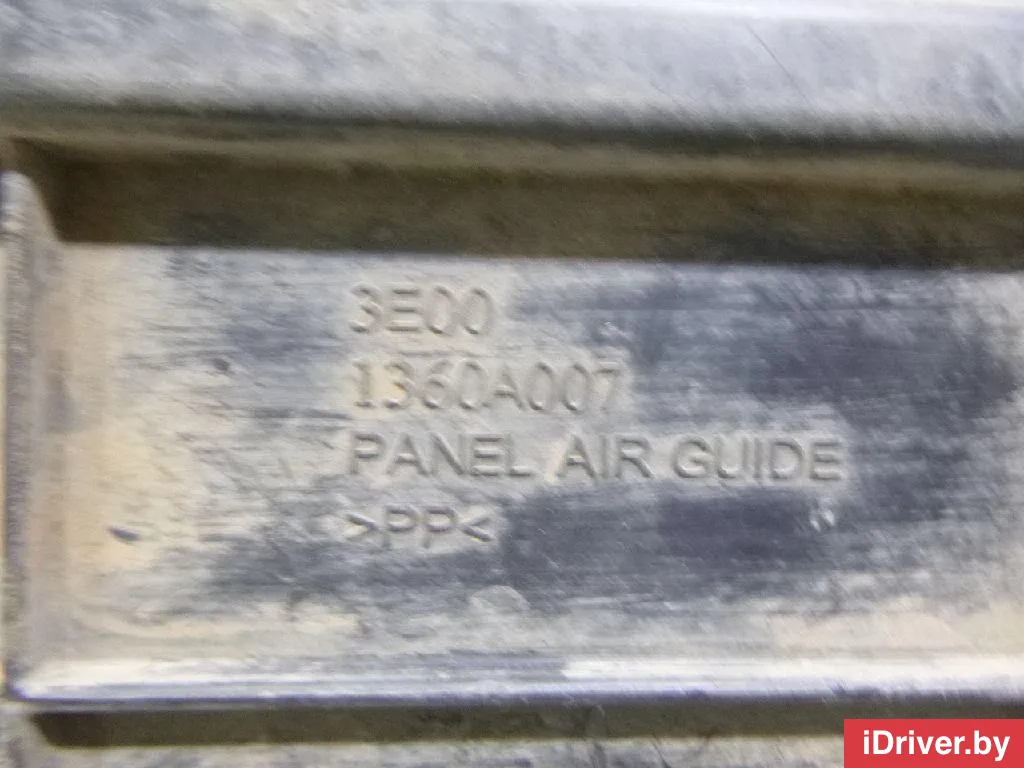 3E00
1360A007
PANEL AIR GUIDE
>PP<
iDriver.by